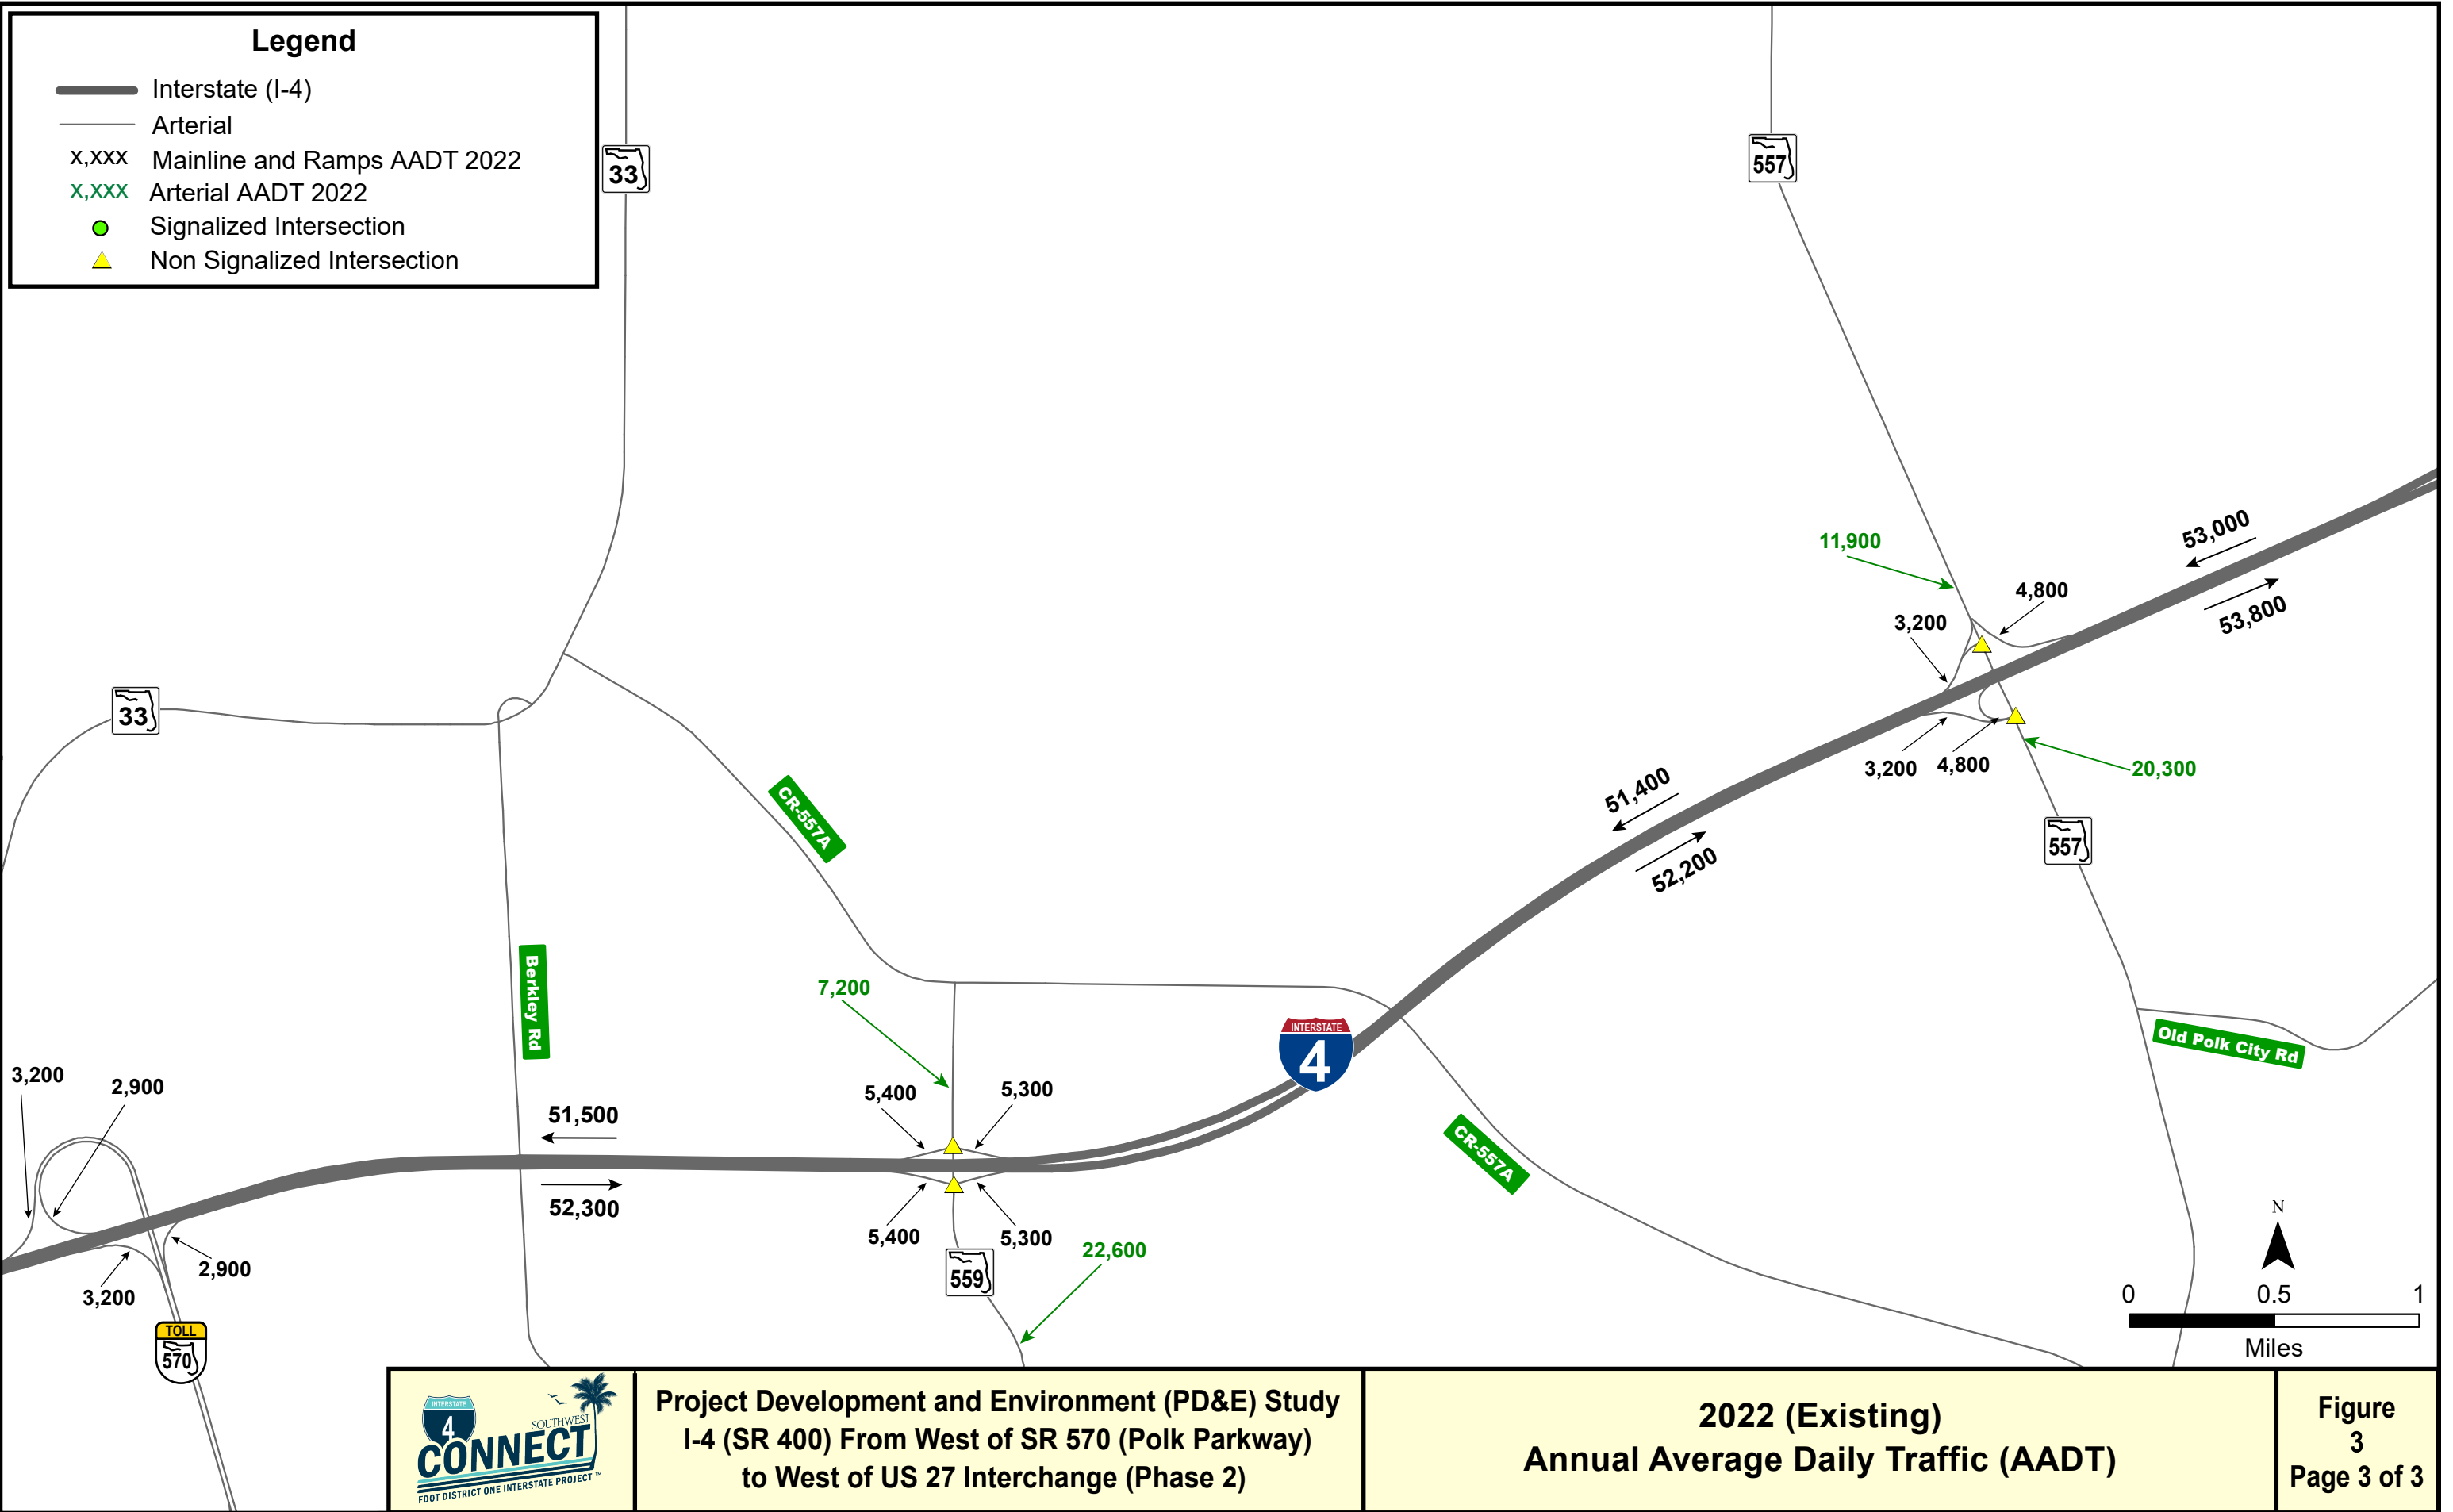 Legend
Interstate (I-4)
Arterial
x,xxx Mainline and Ramps AADT 2022
x,xxx Arterial AADT 2022
Signalized Intersection
Non Signalized Intersection
33
557
53,000
11,900
4,800
53,800
3,200
33
3,200
4,800
20,300
51,400
CR-557A
557
52,200
7,200
Berkley Rd
INTERSTATE
4
Old Polk City Rd
3,200
2,900
5,400
5,300
51,500
CR-557A
52,300
5,400
5,300
22,600
2,900
559
3,200
N
0 0.5 1
Miles
TOLL
570
INTERSTATE
4
SOUTHWEST
CONNECT
FDOT DISTRICT ONE INTERSTATE PROJECT ™
Project Development and Environment (PD&E) Study
I-4 (SR 400) From West of SR 570 (Polk Parkway)
to West of US 27 Interchange (Phase 2)
2022 (Existing)
Annual Average Daily Traffic (AADT)
Figure
3
Page 3 of 3